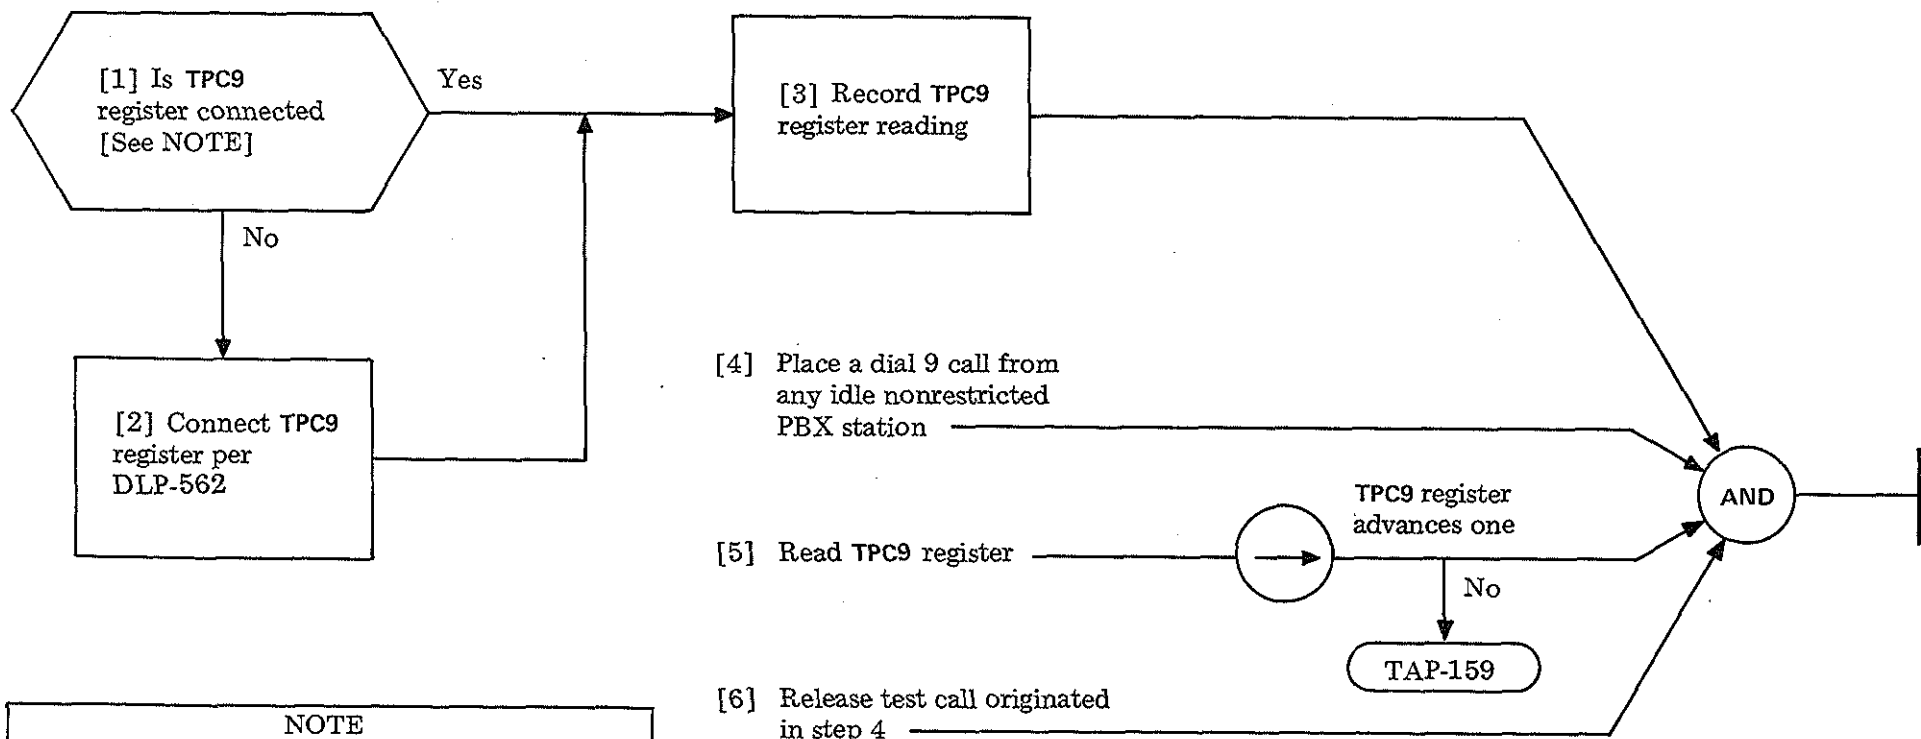 [1] Is TPC9
register connected
[See NOTE]
Yes
No
[2] Connect TPC9
register per
DLP-562
[3] Record TPC9
register reading
[4] Place a dial 9 call from
any idle nonrestricted
PBX station
[5] Read TPC9 register
TPC9 register
advances one
No
TAP-159
AND
[6] Release test call originated
in step 4
NOTE